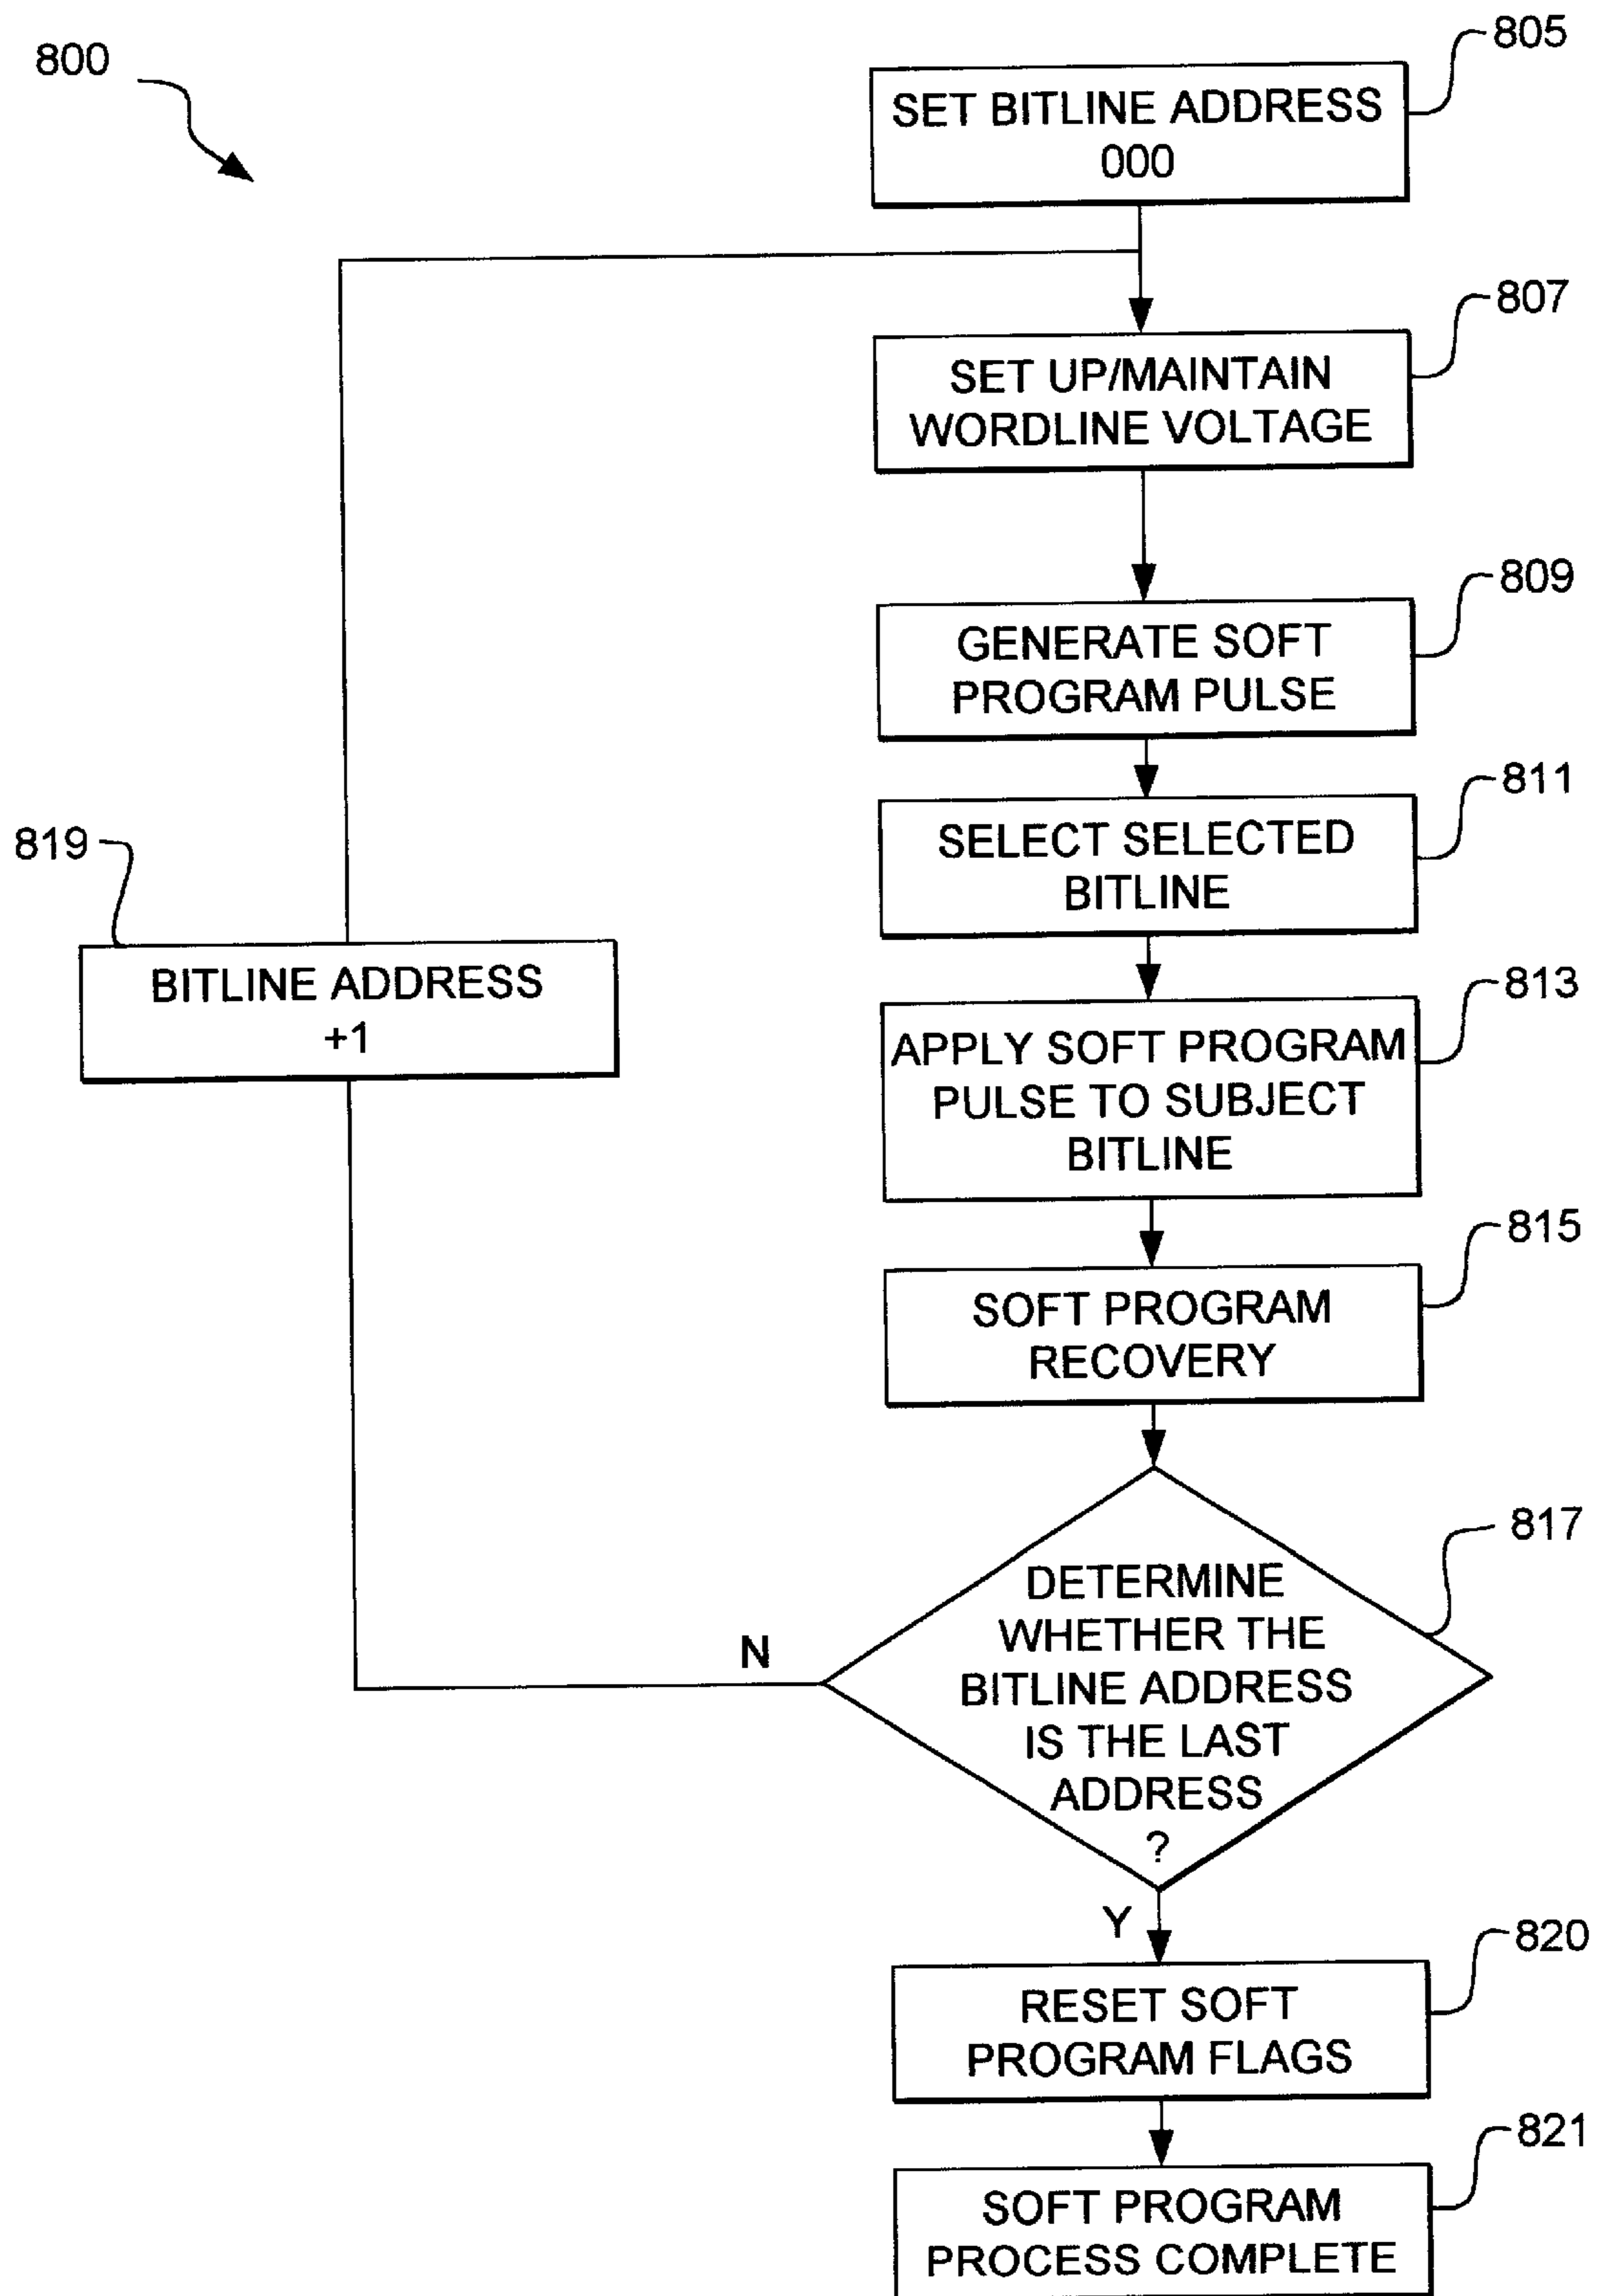 800
805
SET BITLINE ADDRESS
000
807
SET UP/MAINTAIN
WORDLINE VOLTAGE
809
GENERATE SOFT
PROGRAM PULSE
811
SELECT SELECTED
BITLINE
819
BITLINE ADDRESS
+1
813
APPLY SOFT PROGRAM
PULSE TO SUBJECT
BITLINE
815
SOFT PROGRAM
RECOVERY
817
DETERMINE
WHETHER THE
BITLINE ADDRESS
IS THE LAST
ADDRESS
?
N
Y
820
RESET SOFT
PROGRAM FLAGS
821
SOFT PROGRAM
PROCESS COMPLETE